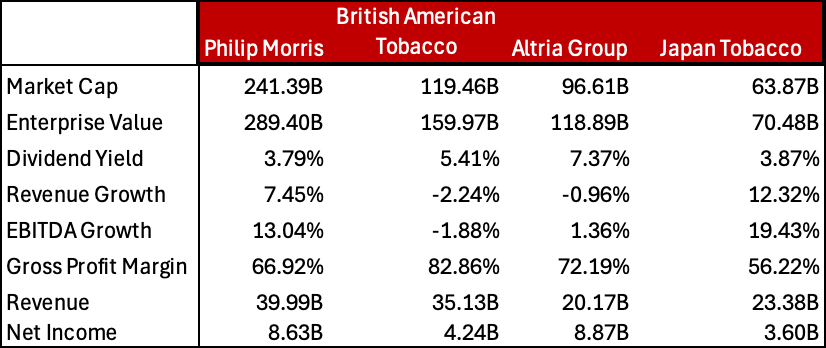 British American
Philip Morris Tobacco Altria Group Japan Tobacco
Market Cap 241.39B 119.46B 96.61B 63.87B
Enterprise Value 289.40B 159.97B 118.89B 70.48B
Dividend Yield 3.79% 5.41% 7.37% 3.87%
Revenue Growth 7.45% -2.24% -0.96% 12.32%
EBITDA Growth 13.04% -1.88% 1.36% 19.43%
Gross Profit Margin 66.92% 82.86% 72.19% 56.22%
Revenue 39.99B 35.13B 20.17B 23.38B
Net Income 8.63B 4.24B 8.87B 3.60B